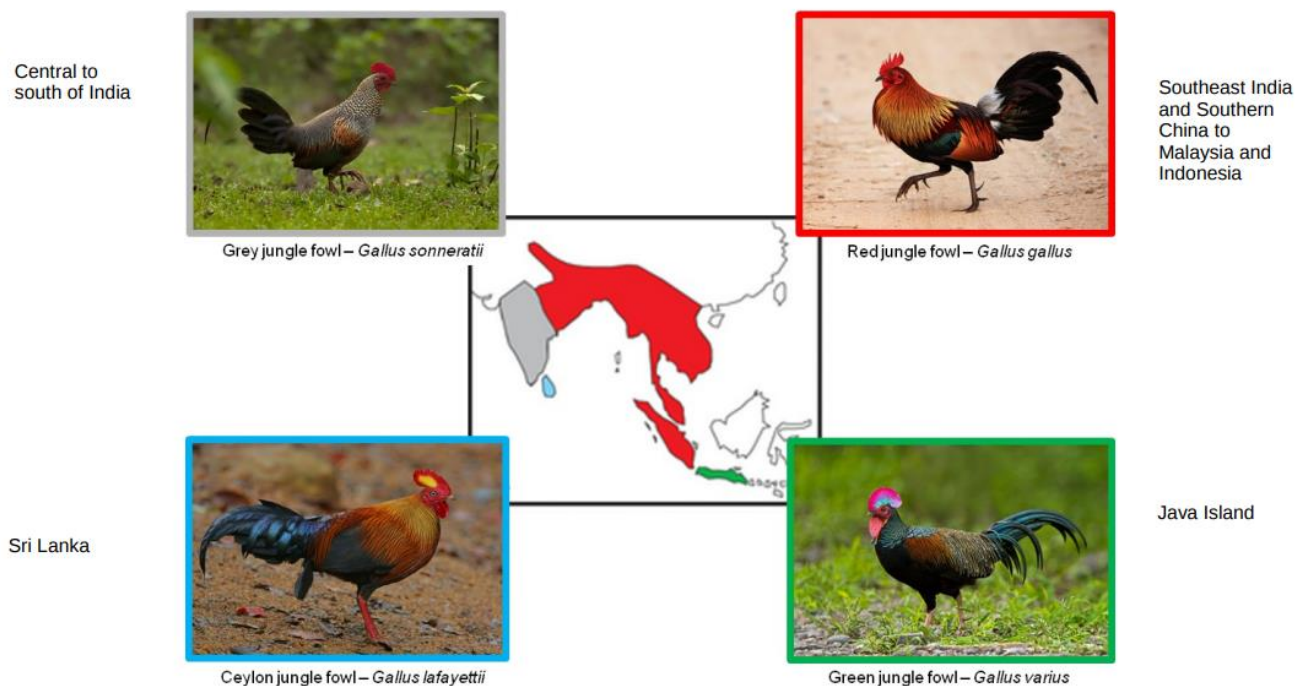 Central to
south of India
Grey jungle fowl – Gallus sonneratii
Southeast India
and Southern
China to
Malaysia and
Indonesia
Red jungle fowl – Gallus gallus
Sri Lanka
Ceylon jungle fowl – Gallus lafayettii
Java Island
Green jungle fowl – Gallus varius